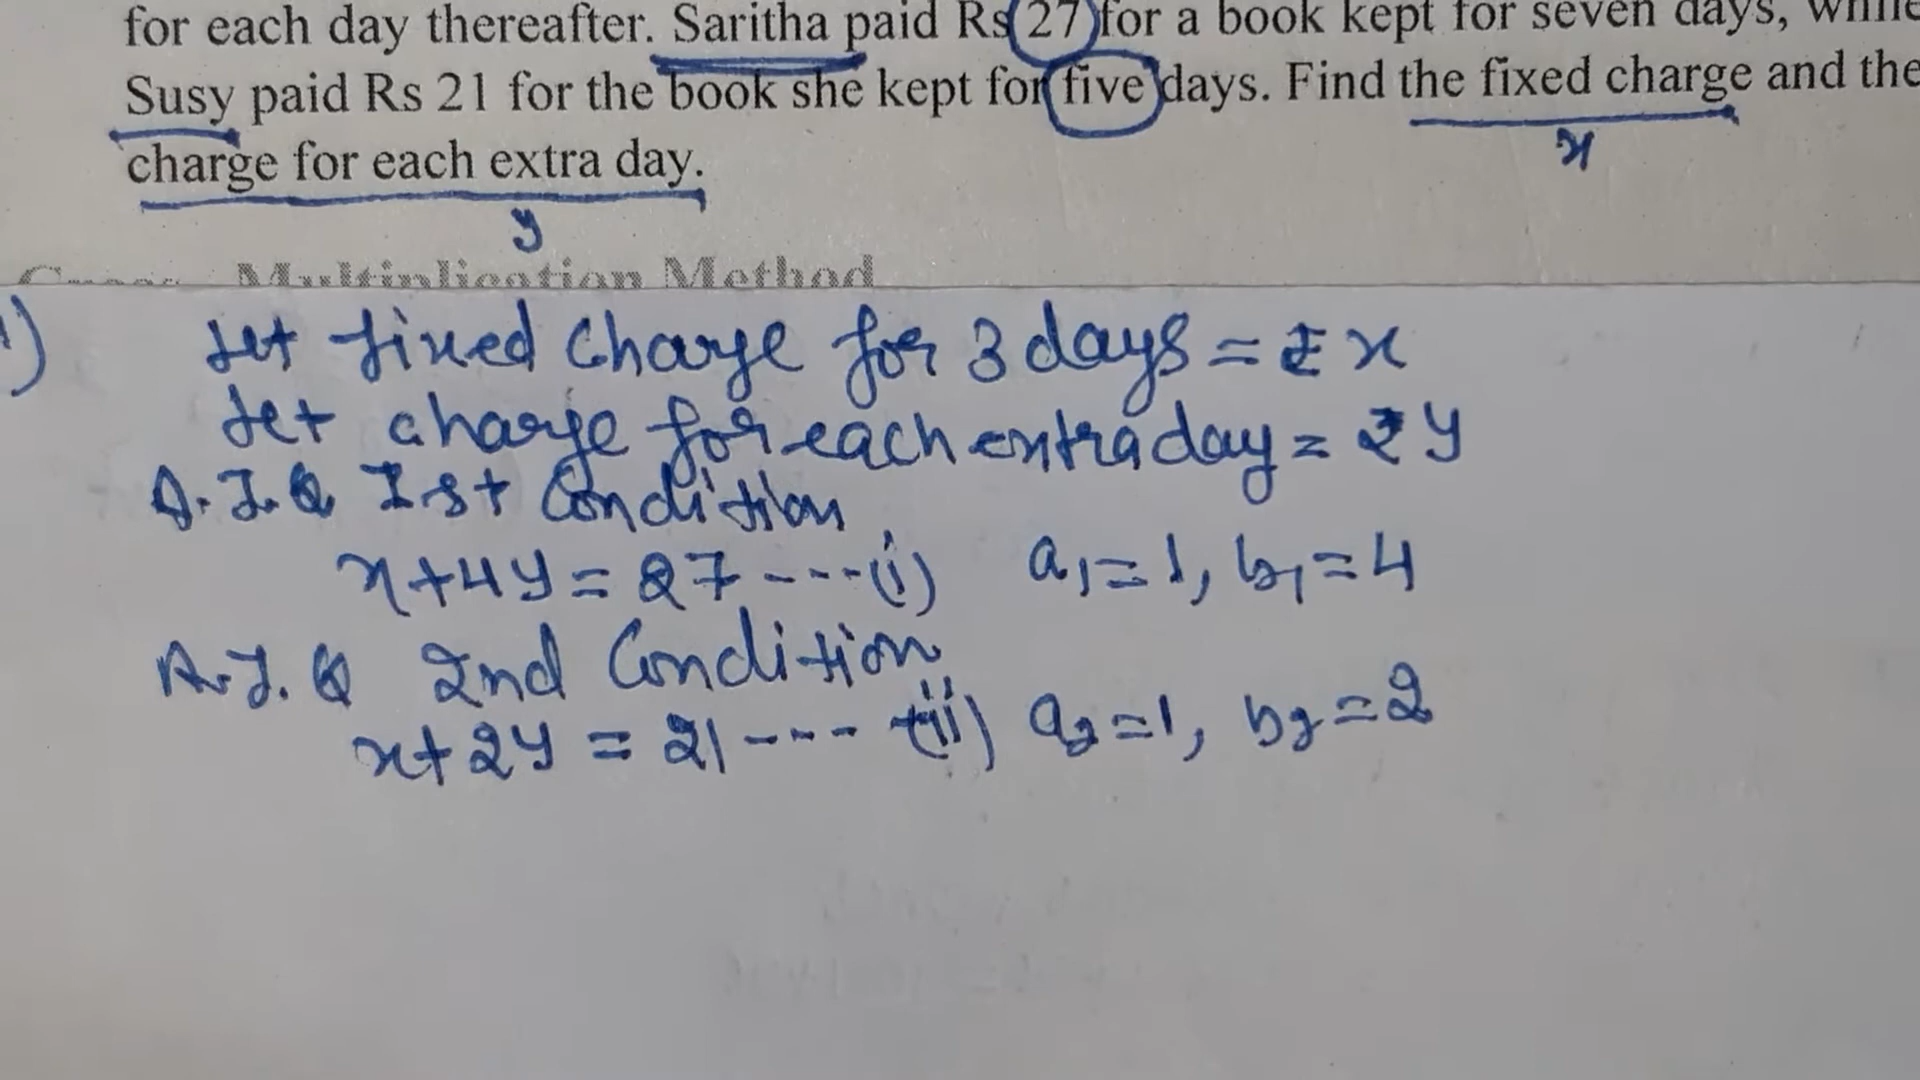 for each day thereafter. Saritha paid Rs 27 for a book kept for seven days, while
Susy paid Rs 21 for the book she kept for five days. Find the fixed charge and the
x
charge for each extra day.
y
Multiplication Method
1) Let fixed charge for 3 days = ₹ x
Let charge for each extra day = ₹ y
A.T.Q Ist Condition
x+4y = 27 ----(i) a₁=1, b₁=4
A.T.Q 2nd Condition
x+2y = 21 ---- (ii) a₂=1, b₂=2